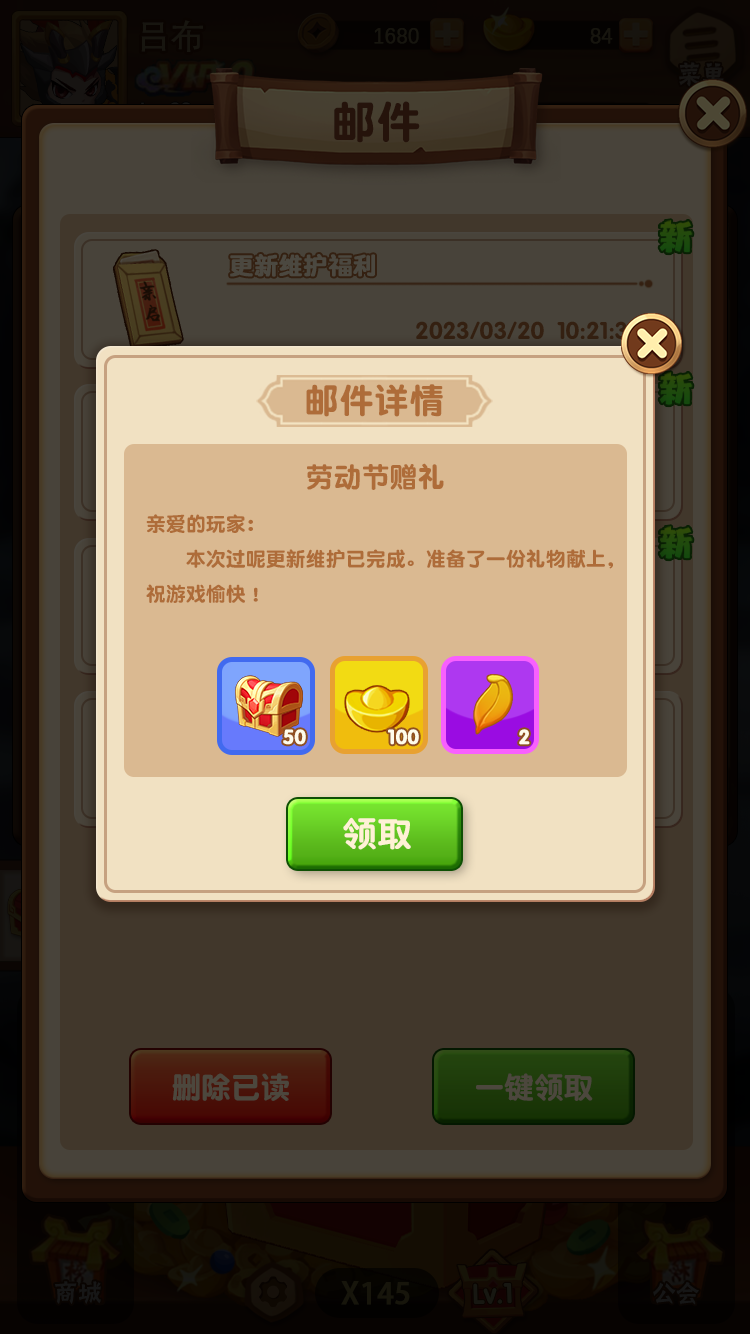 吕布
1680
84
菜单
邮件
新
更新维护福利
亲启
2023/03/20 10:21:3
邮件详情
新
劳动节赠礼
亲爱的玩家：
本次过呢更新维护已完成。准备了一份礼物献上，
祝游戏愉快！
新
50
100
2
领取
删除已读
一键领取
商城
X145
Lv.1
公会